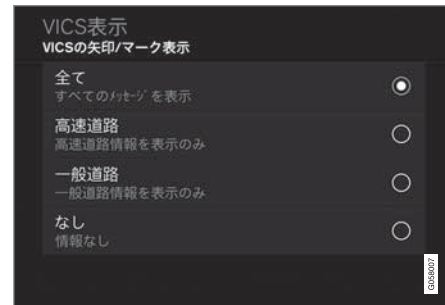 VICS表示
VICSの矢印/マーク表示
全て
すべてのﾒｯｾｰｼﾞを表示
高速道路
高速道路情報を表示のみ
一般道路
一般道路情報を表示のみ
なし
情報なし
G058007